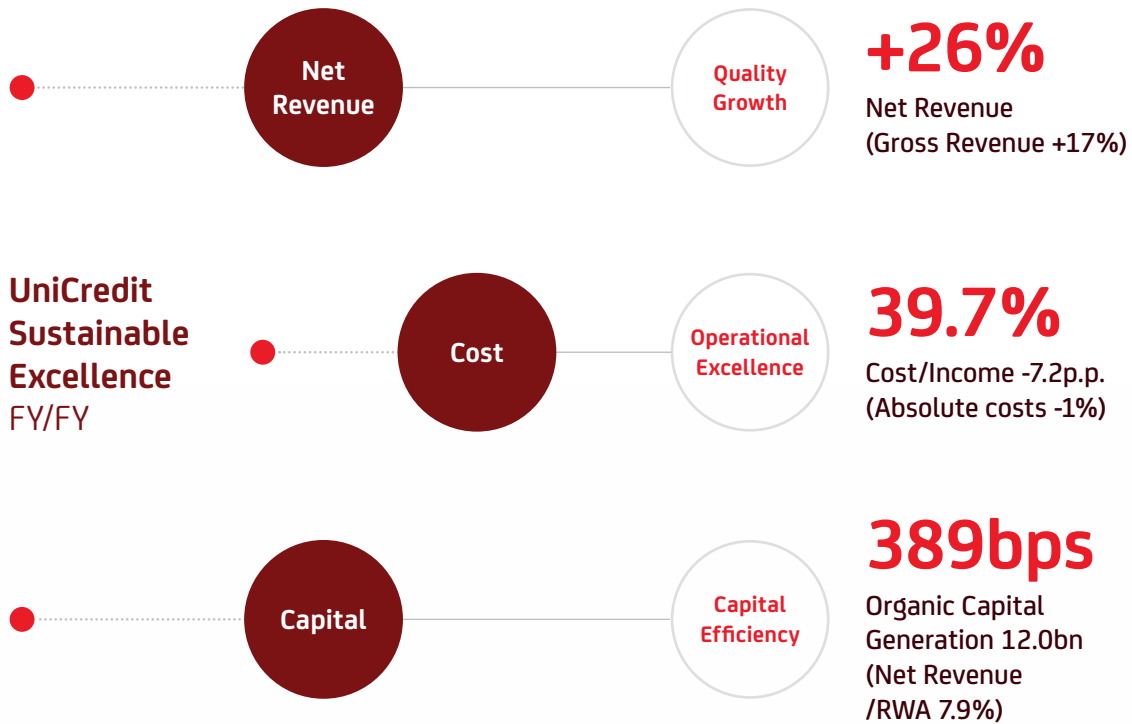 Net
Revenue
Quality
Growth
+26%
Net Revenue
(Gross Revenue +17%)
UniCredit
Sustainable
Excellence
FY/FY
Cost
Operational
Excellence
39.7%
Cost/Income -7.2p.p.
(Absolute costs -1%)
Capital
Capital
Efficiency
389bps
Organic Capital
Generation 12.0bn
(Net Revenue
/RWA 7.9%)